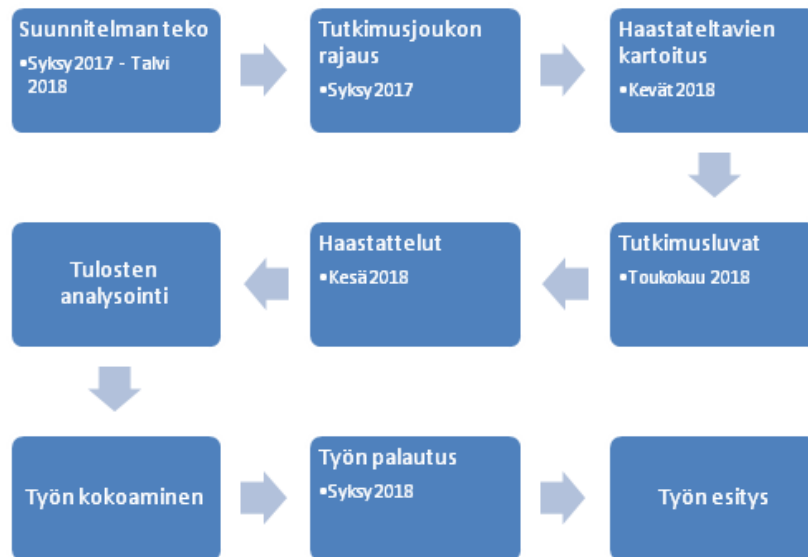 Suunnitelman teko
•Syksy 2017 - Talvi
2018
Tutkimusjoukon
rajaus
•Syksy 2017
Haastateltavien
kartoitus
•Kevät 2018
Tutkimusluvat
•Toukokuu 2018
Haastattelut
•Kesä 2018
Tulosten
analysointi
Työn kokoaminen
Työn palautus
•Syksy 2018
Työn esitys